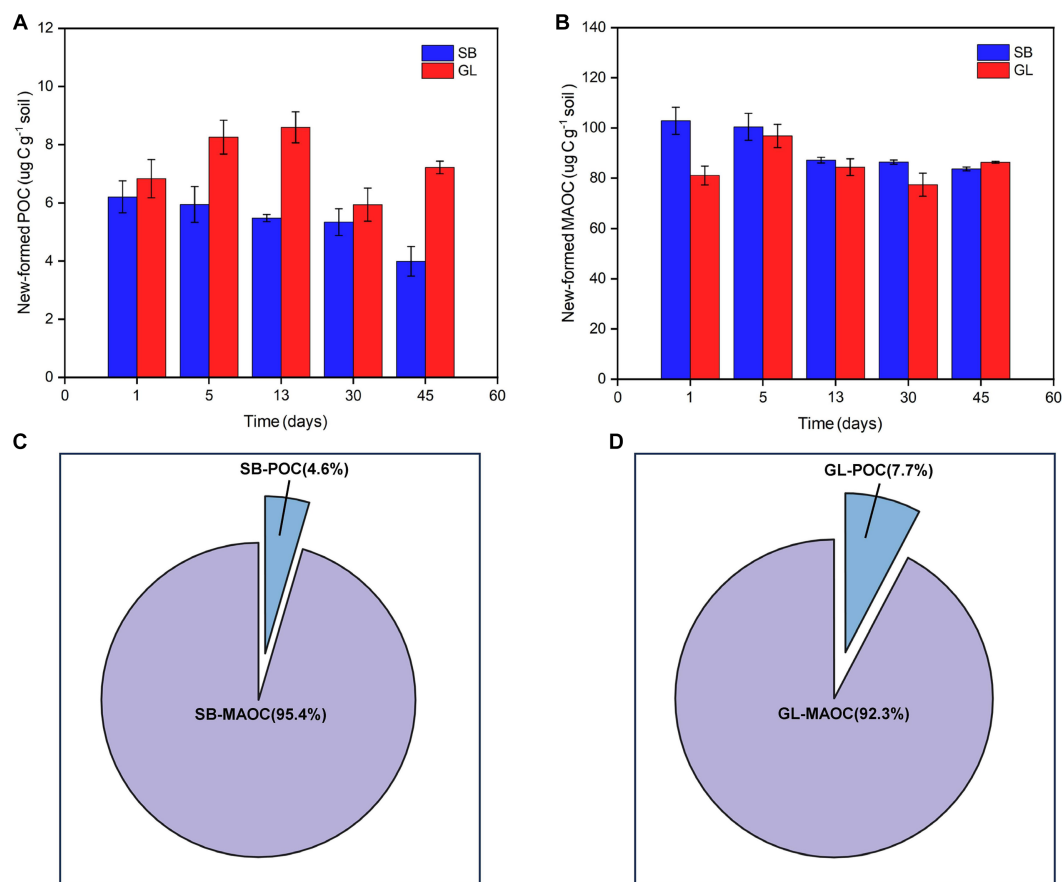 A
New-formed POC (ug C g⁻¹ soil)
12
10
8
6
4
2
0
SB
GL
0
1
5
13
30
45
60
Time (days)
B
New-formed MAOC (ug C g⁻¹ soil)
140
120
100
80
60
40
20
0
SB
GL
0
1
5
13
30
45
60
Time (days)
C
SB-POC(4.6%)
SB-MAOC(95.4%)
D
GL-POC(7.7%)
GL-MAOC(92.3%)